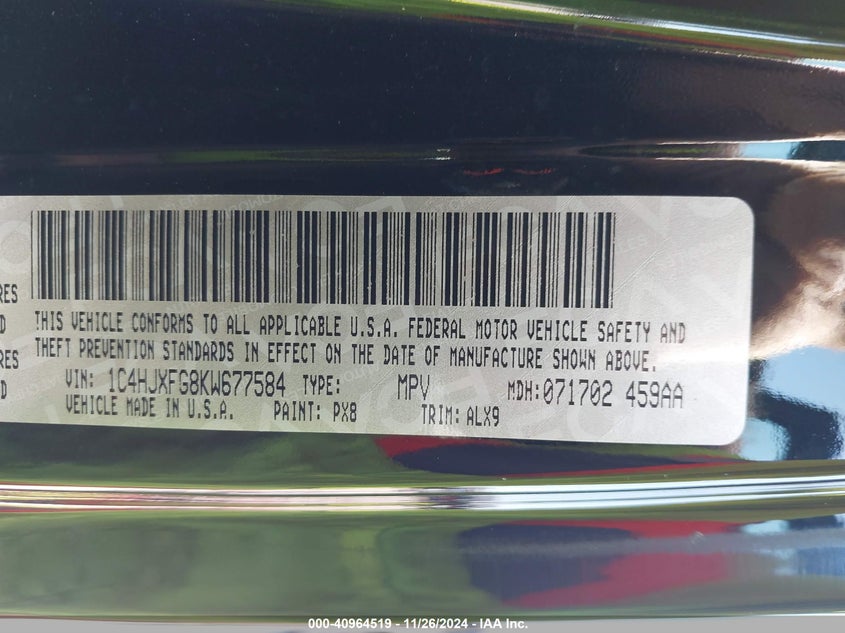 RES
D
RES
D
THIS VEHICLE CONFORMS TO ALL APPLICABLE U.S.A. FEDERAL MOTOR VEHICLE SAFETY AND
THEFT PREVENTION STANDARDS IN EFFECT ON THE DATE OF MANUFACTURE SHOWN ABOVE.
VIN: 1C4HJXFG8KW677584 TYPE: MPV MDH:071702 459AA
VEHICLE MADE IN U.S.A. PAINT: PX8 TRIM:ALX9
000-40964519 - 11/26/2024 - IAA Inc.